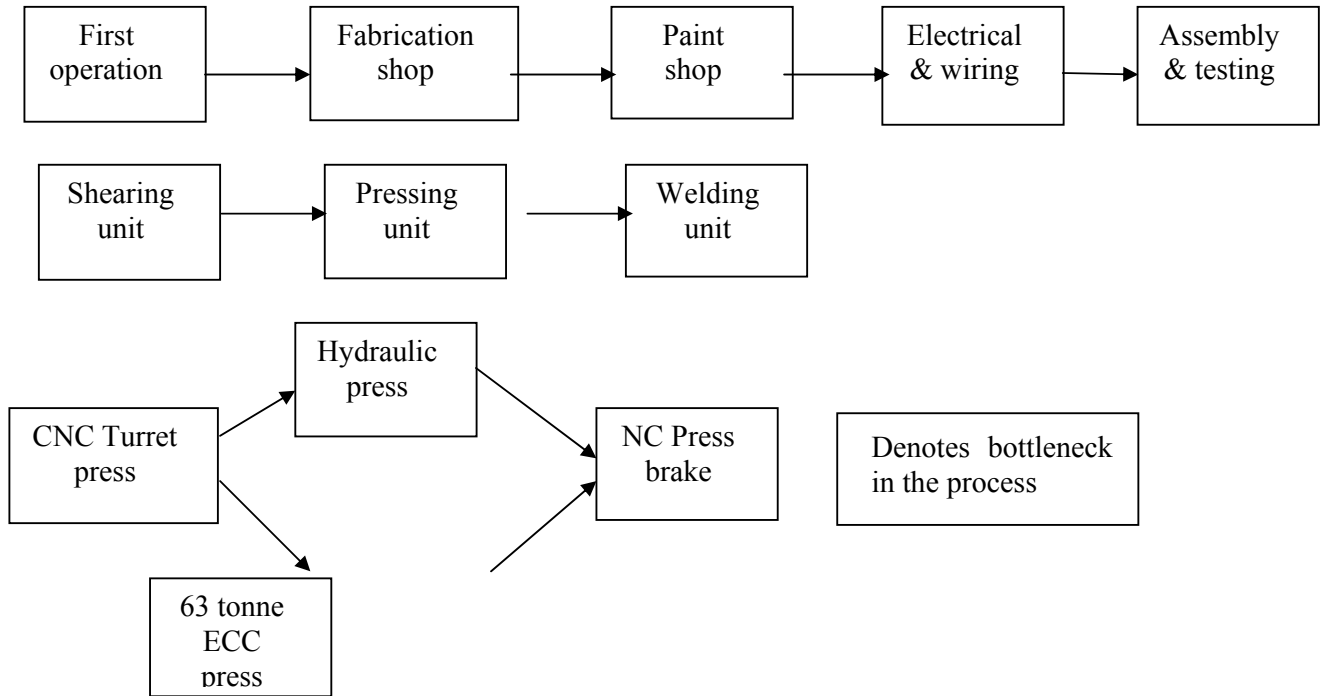 First
operation
Fabrication
shop
Paint
shop
Electrical
& wiring
Assembly
& testing
Shearing
unit
Pressing
unit
Welding
unit
Hydraulic
press
CNC Turret
press
NC Press
brake
Denotes bottleneck
in the process
63 tonne
ECC
press